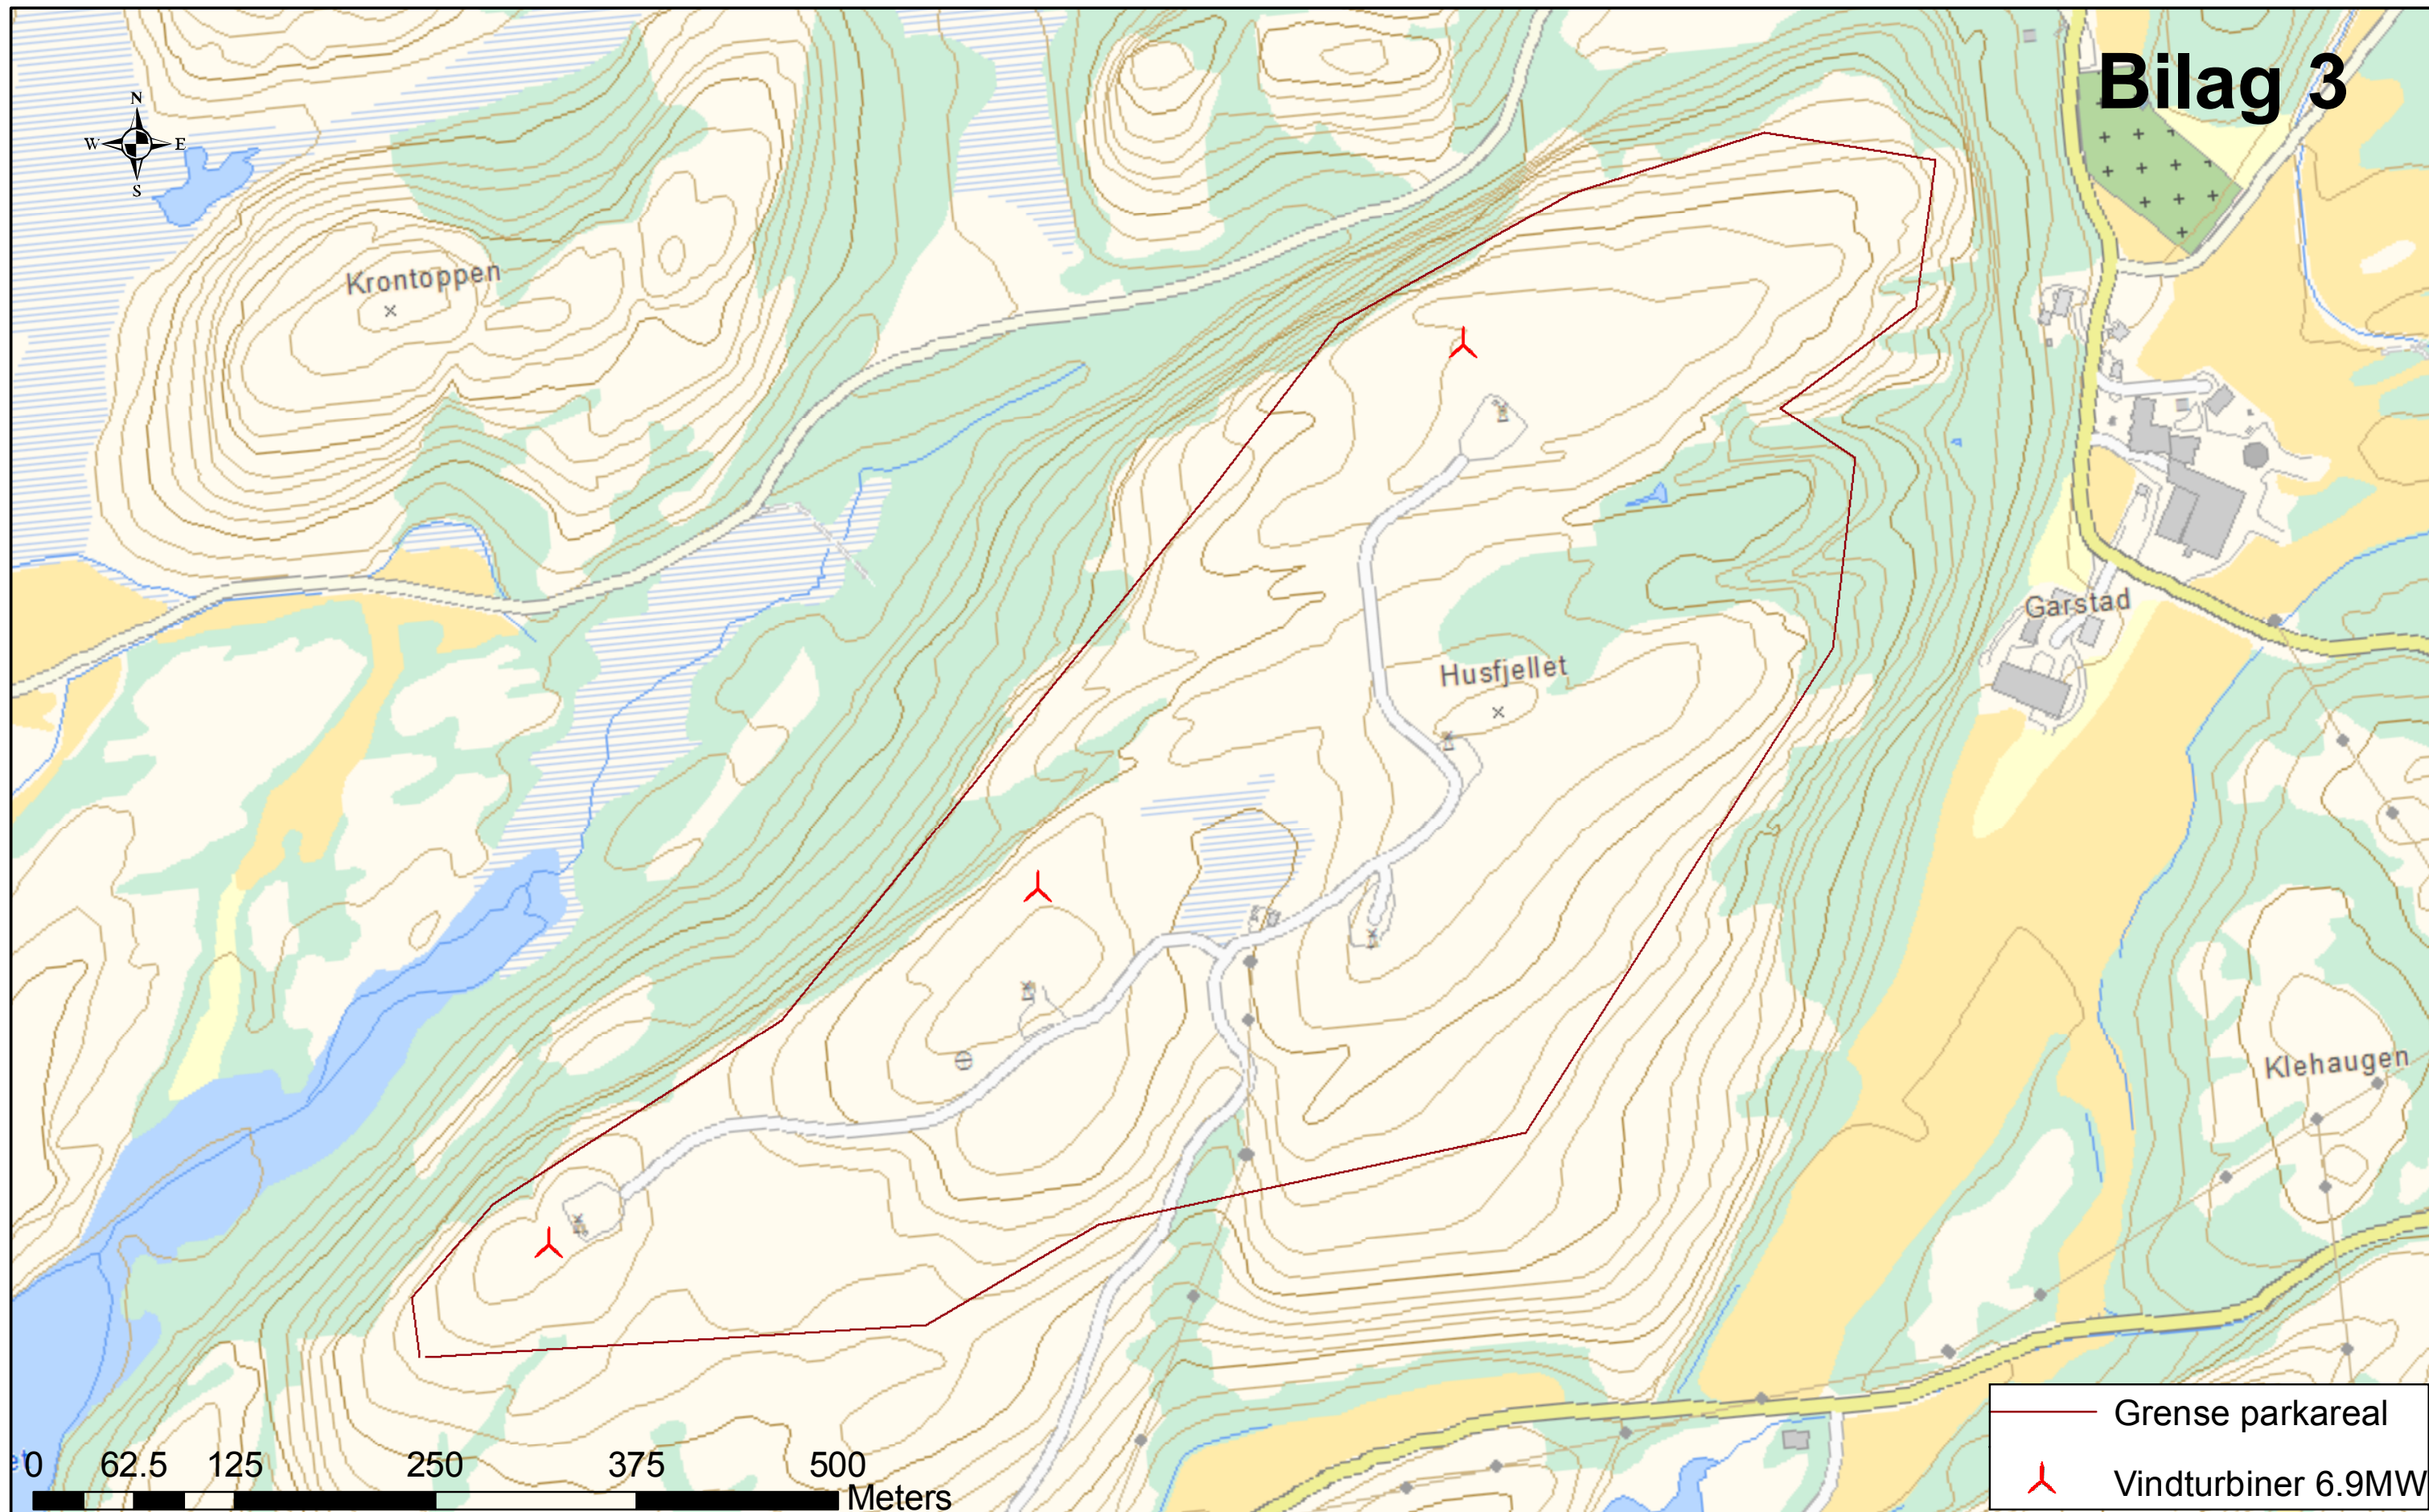 Bilag 3
N
W E
S
Krontoppen
Husfjellet
Garstad
Klehaugen
et
0 62.5 125 250 375 500
Meters
Grense parkareal
Vindturbiner 6.9MW